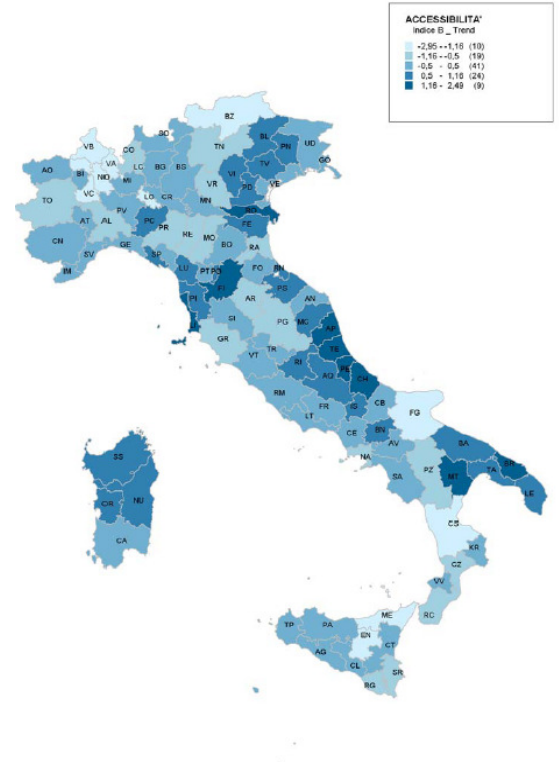 ACCESSIBILITA'
Indice B _ Trend
-2,95 - -1,16 (10)
-1,16 - -0,5 (19)
-0,5 - 0,5 (41)
0,5 - 1,16 (24)
1,16 - 2,49 (9)
BZ
SO
VB
BL
PN
UD
TN
CO
VA
AO
BI
NO
LC
BG
BS
VI
TV
GO
MI
VC
LO
CR
VR
PD
VE
TO
PV
MN
RO
AT
AL
PC
PR
RE
FE
MO
BO
RA
CN
GE
SV
SP
IM
LU
PT
PO
FO
RN
FI
PI
PS
AR
AN
LI
SI
MC
GR
PG
AP
TR
TE
VT
RI
PE
AQ
CH
RM
FR
IS
CB
LT
FG
CE
BN
AV
BA
NA
BR
SA
PZ
MT
TA
LE
SS
OR
NU
CA
CS
KR
CZ
VV
RC
ME
TP
PA
EN
CT
AG
CL
SR
RG